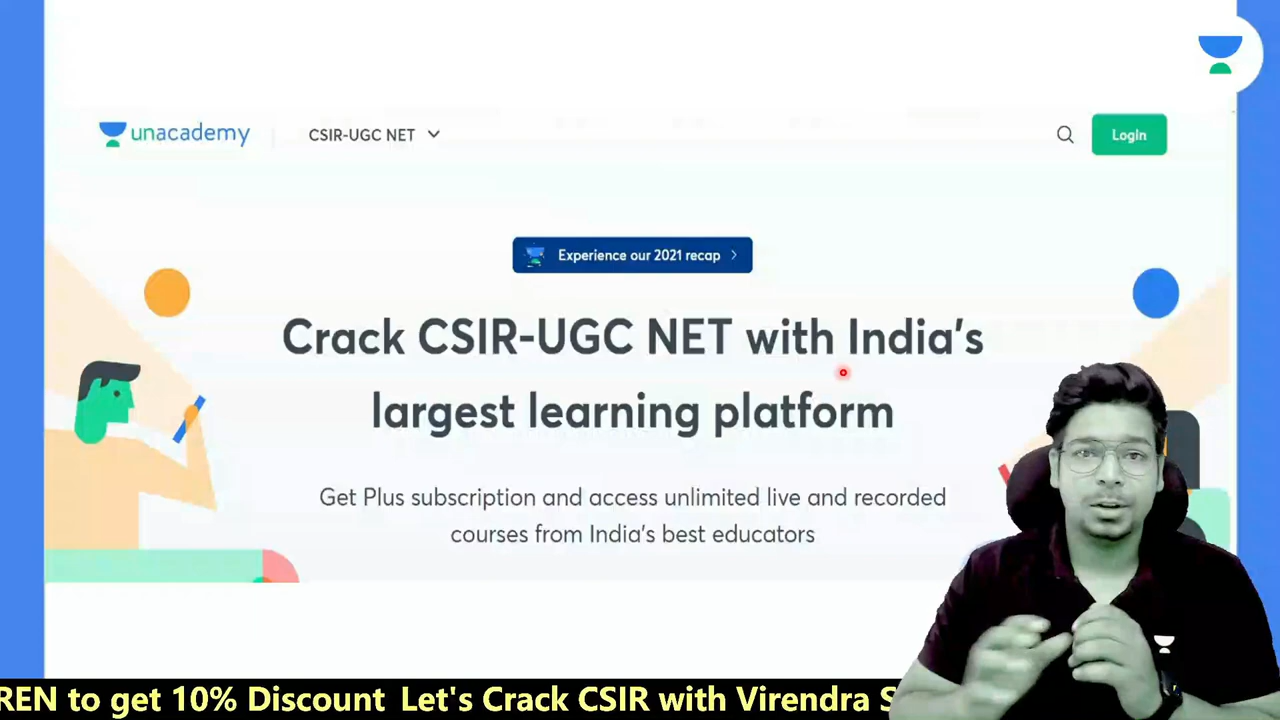 unacademy
CSIR-UGC NET
LogIn
Experience our 2021 recap
Crack CSIR-UGC NET with India's
largest learning platform
Get Plus subscription and access unlimited live and recorded
courses from India's best educators
REN to get 10% Discount Let's Crack CSIR with Virendra S